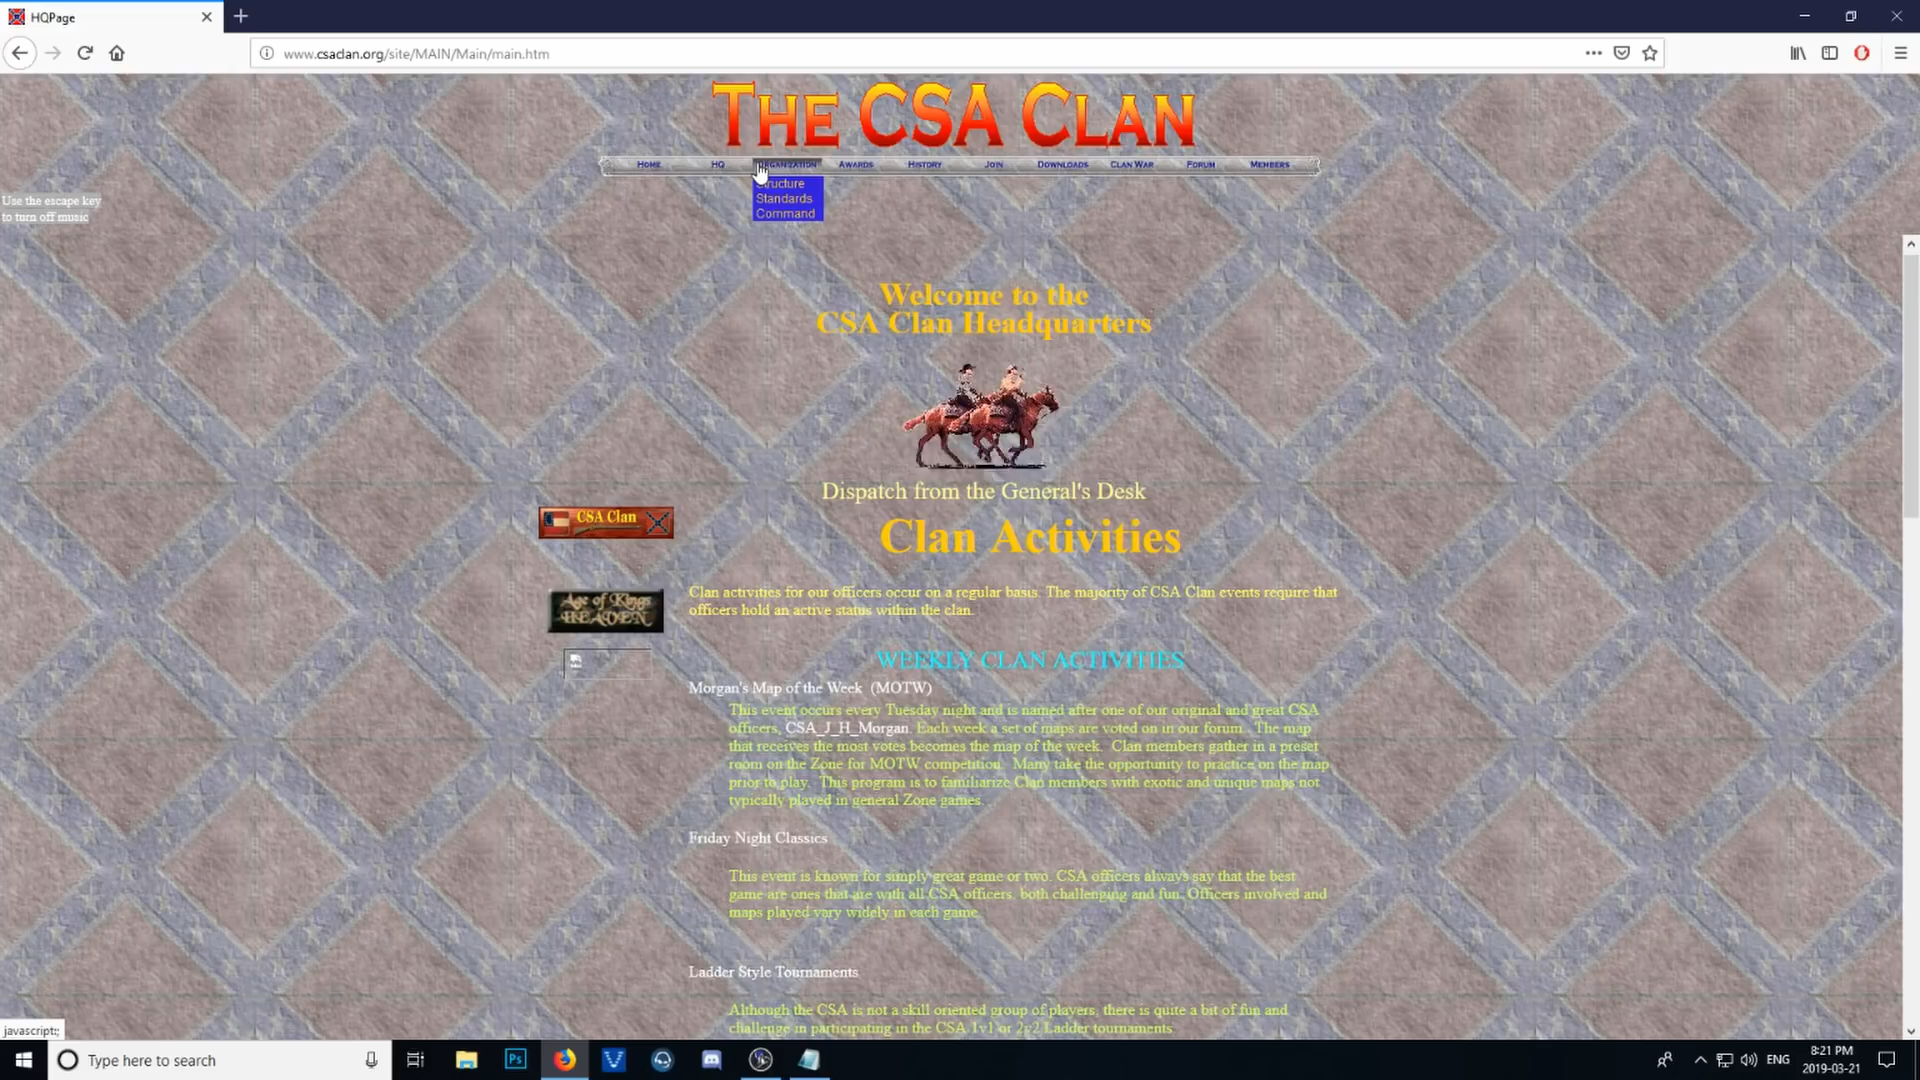 HQPage
www.csaclan.org/site/MAIN/Main/main.htm
THE CSA CLAN
HOME HQ ORGANIZATION AWARDS HISTORY JOIN DOWNLOADS CLAN WAR FORUM MEMBERS
Structure
Standards
Command
Use the escape key
to turn off music
Welcome to the
CSA Clan Headquarters
Dispatch from the General's Desk
CSA Clan
Clan Activities
Age of Kings
HEAVEN
Clan activities for our officers occur on a regular basis. The majority of CSA Clan events require that
officers hold an active status within the clan.
WEEKLY CLAN ACTIVITIES
Morgan's Map of the Week (MOTW)
This event occurs every Tuesday night and is named after one of our original and great CSA
officers, CSA_J_H_Morgan. Each week a set of maps are voted on in our forum. The map
that receives the most votes becomes the map of the week. Clan members gather in a preset
room on the Zone for MOTW competition. Many take the opportunity to practice on the map
prior to play. This program is to familiarize Clan members with exotic and unique maps not
typically played in general Zone games.
Friday Night Classics
This event is known for simply great game or two. CSA officers always say that the best
game are ones that are with all CSA officers. both challenging and fun. Officers involved and
maps played vary widely in each game.
Ladder Style Tournaments
Although the CSA is not a skill oriented group of players, there is quite a bit of fun and
challenge in participating in the CSA 1v1 or 2v2 Ladder tournaments
javascript:;
Type here to search
Ps
ENG
8:21 PM
2019-03-21